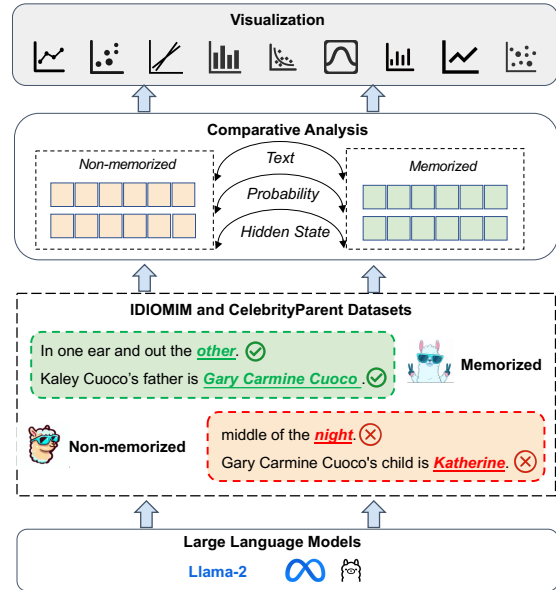 Visualization
Comparative Analysis
Non-memorized
Text
Memorized
Probability
Hidden State
IDIOMIM and CelebrityParent Datasets
In one ear and out the other.
Kaley Cuoco's father is Gary Carmine Cuoco .
Memorized
Non-memorized
middle of the night.
Gary Carmine Cuoco's child is Katherine.
Large Language Models
Llama-2